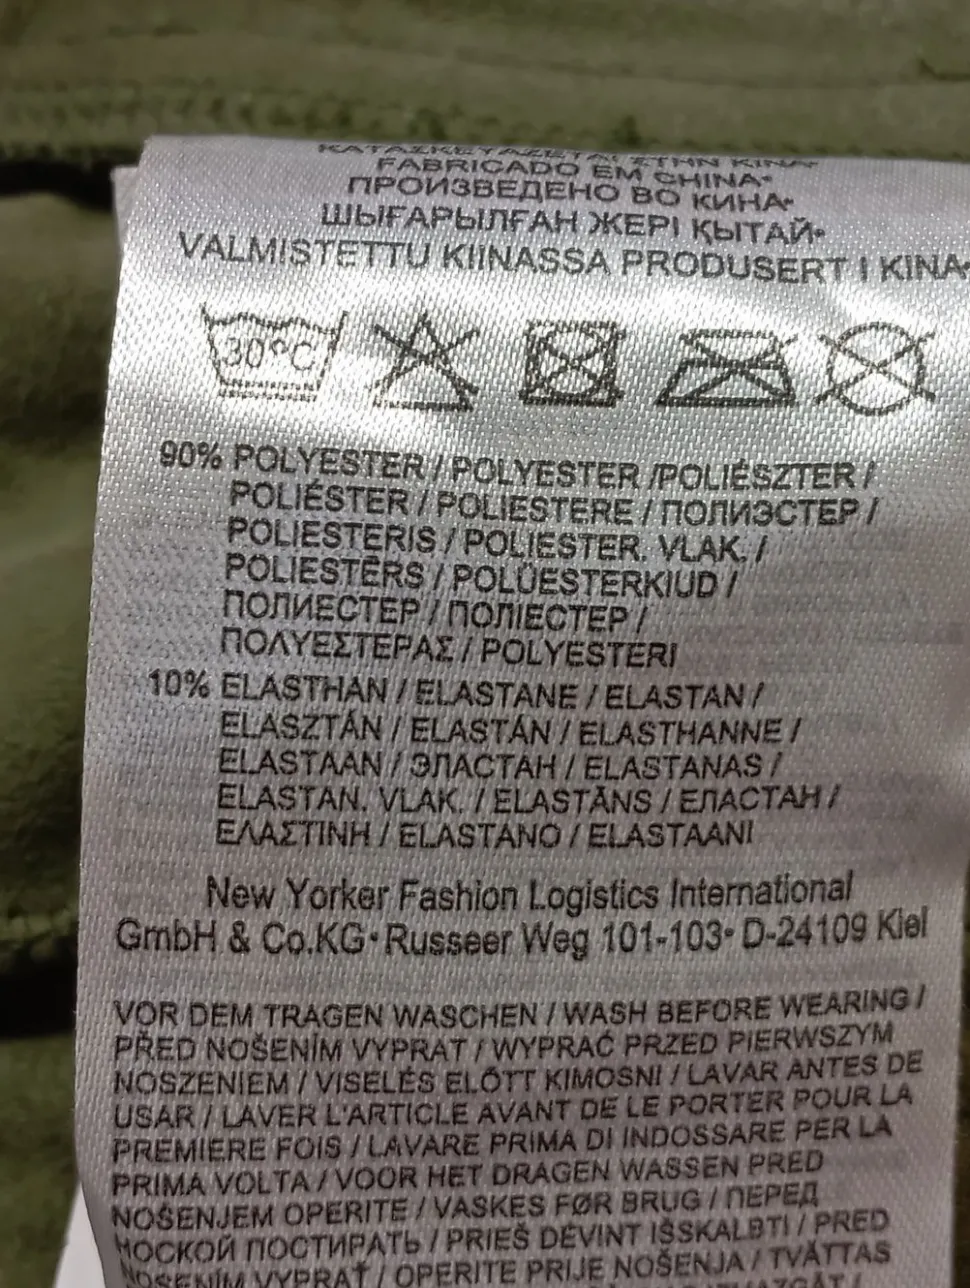 ΚΑΤΑΣΚΕΥΑΖΕΤΑΙ ΣΤΗΝ ΚΙΝΑ•
FABRICADO EM CHINA•
ПРОИЗВЕДЕНО ВО КИНА•
ШЫҒАРЫЛҒАН ЖЕРІ ҚЫТАЙ•
VALMISTETTU KIINASSA PRODUSERT I KINA•
30°C
90% POLYESTER / POLYESTER /POLIÉSZTER /
POLIÉSTER / POLIESTERE / ПОЛИЭСТЕР /
POLIESTERIS / POLIESTER. VLAK. /
POLIESTĒRS / POLÜESTERKIUD /
ПОЛИЕСТЕР / ПОЛІЕСТЕР /
ΠΟΛΥΕΣΤΕΡΑΣ / POLYESTERI
10% ELASTHAN / ELASTANE / ELASTAN /
ELASZTÁN / ELASTÁN / ELASTHANNE /
ELASTAAN / ЭЛАСТАН / ELASTANAS /
ELASTAN. VLAK. / ELASTĀNS / ЕЛАСТАН /
ΕΛΑΣΤΙΝΗ / ELASTANO / ELASTAANI
New Yorker Fashion Logistics International
GmbH & Co.KG• Russeer Weg 101-103• D-24109 Kiel
VOR DEM TRAGEN WASCHEN / WASH BEFORE WEARING /
PŘED NOŠENÍM VYPRAT / WYPRAĆ PRZED PIERWSZYM
NOSZENIEM / VISELÉS ELŐTT KIMOSNI / LAVAR ANTES DE
USAR / LAVER L'ARTICLE AVANT DE LE PORTER POUR LA
PREMIERE FOIS / LAVARE PRIMA DI INDOSSARE PER LA
PRIMA VOLTA / VOOR HET DRAGEN WASSEN PRED
NOŠENJEM OPERITE / VASKES FØR BRUG / ПЕРЕД
НОСКОЙ ПОСТИРАТЬ / PRIEŠ DĖVINT IŠSKALBTI / PRED
NOSENÍM VYPRAŤ / OPERITE PRIJE NOŠENJA / TVÄTTAS